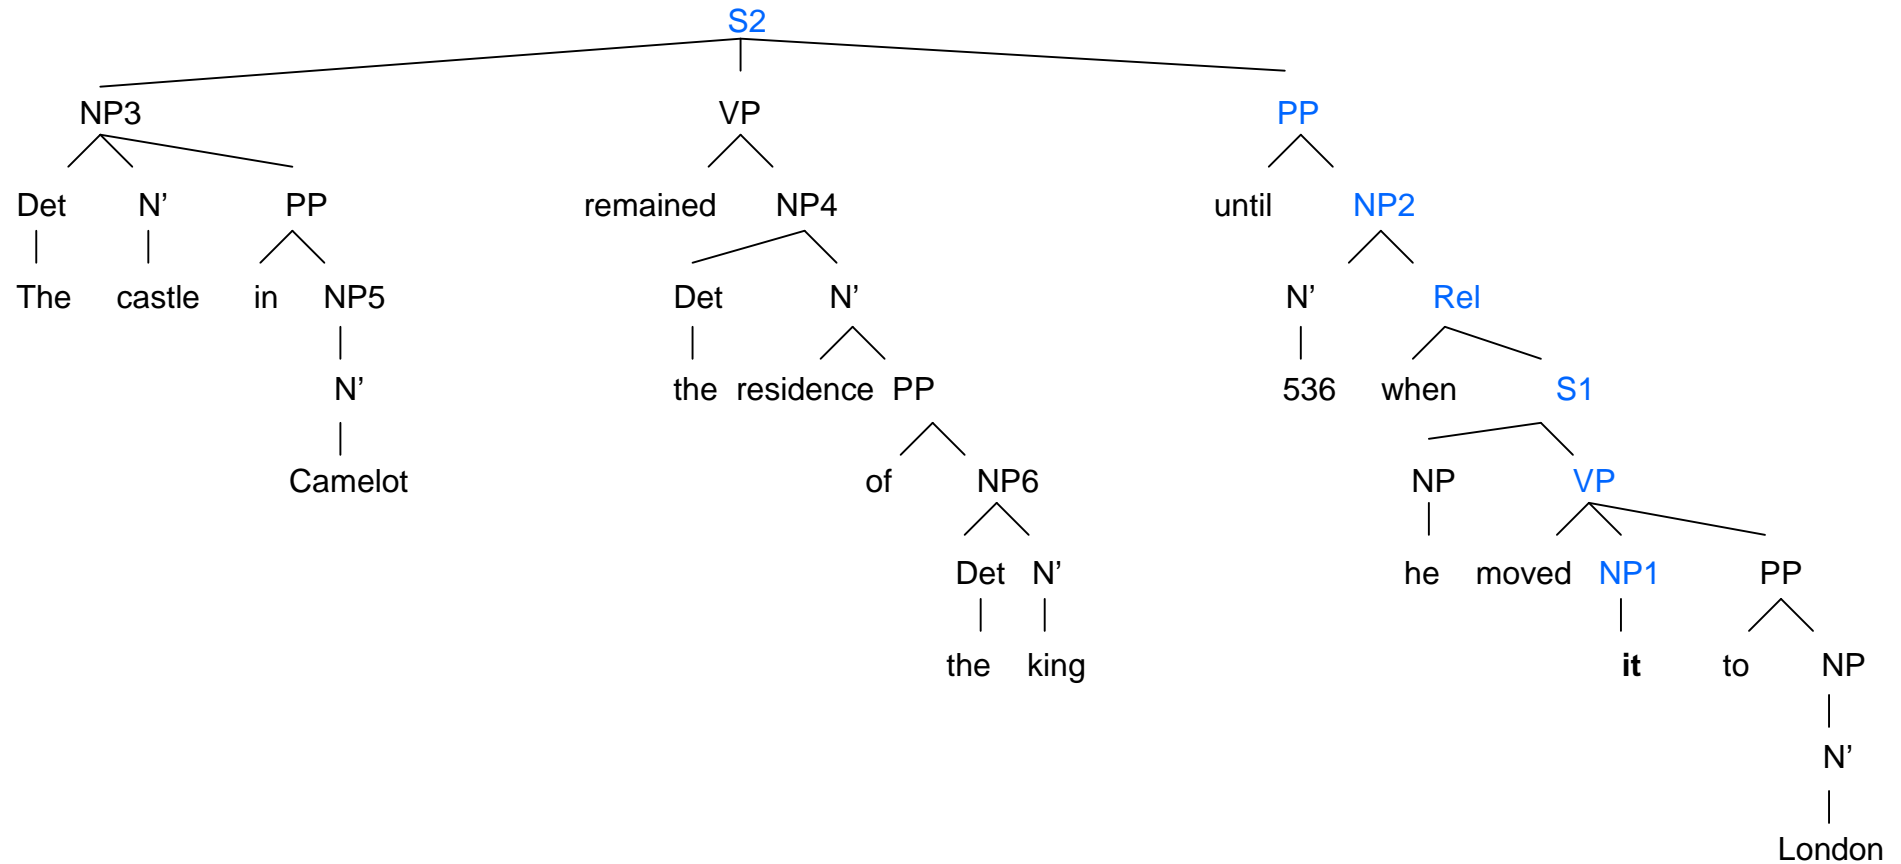 S2
NP3 VP PP
Det N’ PP remained NP4 until NP2
The castle in NP5 Det N’ N’ Rel
N’ the residence PP 536 when S1
Camelot of NP6 NP VP
Det N’ he moved NP1 PP
the king it to NP
N’
London